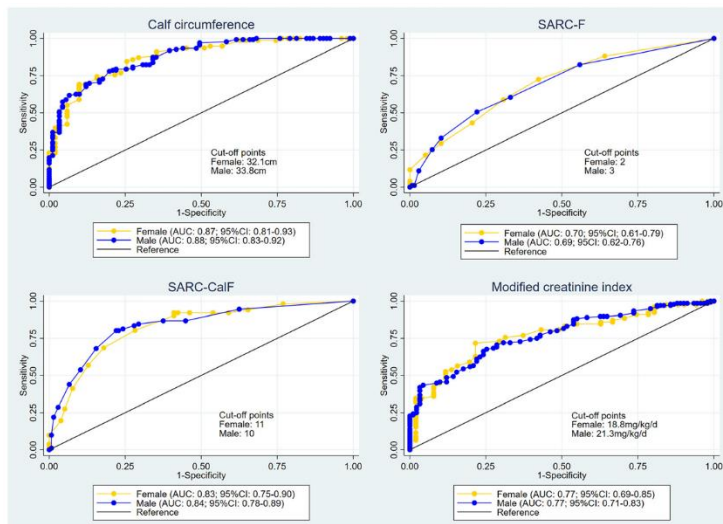 Calf circumference
Sensitivity
1.00
0.75
0.50
0.25
0.00
Cut-off points
Female: 32.1cm
Male: 33.8cm
0.00 0.25 0.50 0.75 1.00
1-Specificity
Female (AUC: 0.87; 95%CI: 0.81-0.93)
Male (AUC: 0.88; 95%CI: 0.83-0.92)
Reference
SARC-F
Sensitivity
1.00
0.75
0.50
0.25
0.00
Cut-off points
Female: 2
Male: 3
0.00 0.25 0.50 0.75 1.00
1-Specificity
Female (AUC: 0.70; 95%CI: 0.61-0.79)
Male (AUC: 0.69; 95CI: 0.62-0.76)
Reference
SARC-CalF
Sensitivity
1.00
0.75
0.50
0.25
0.00
Cut-off points
Female: 11
Male: 10
0.00 0.25 0.50 0.75 1.00
1-Specificity
Female (AUC: 0.83; 95%CI: 0.75-0.90)
Male (AUC: 0.84; 95%CI: 0.78-0.89)
Reference
Modified creatinine index
Sensitivity
1.00
0.75
0.50
0.25
0.00
Cut-off points
Female: 18.8mg/kg/d
Male: 21.3mg/kg/d
0.00 0.25 0.50 0.75 1.00
1-Specificity
Female (AUC: 0.77; 95%CI: 0.69-0.85)
Male (AUC: 0.77; 95%CI: 0.71-0.83)
Reference